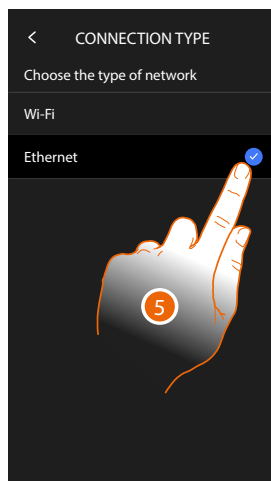 CONNECTION TYPE
Choose the type of network
Wi-Fi
Ethernet
5